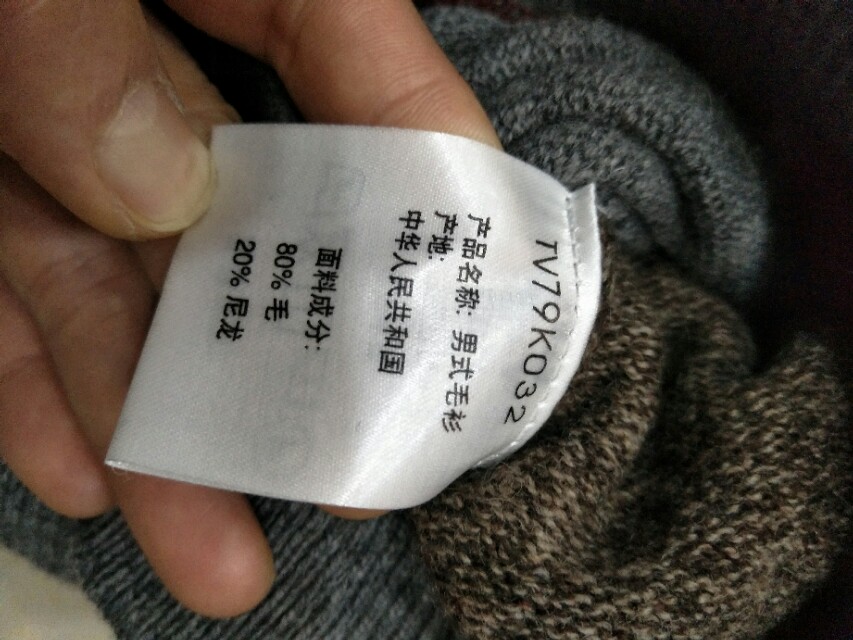 TV79K032
产品名称: 男式毛衫
产地:
中华人民共和国
面料成分:
80% 毛
20% 尼龙